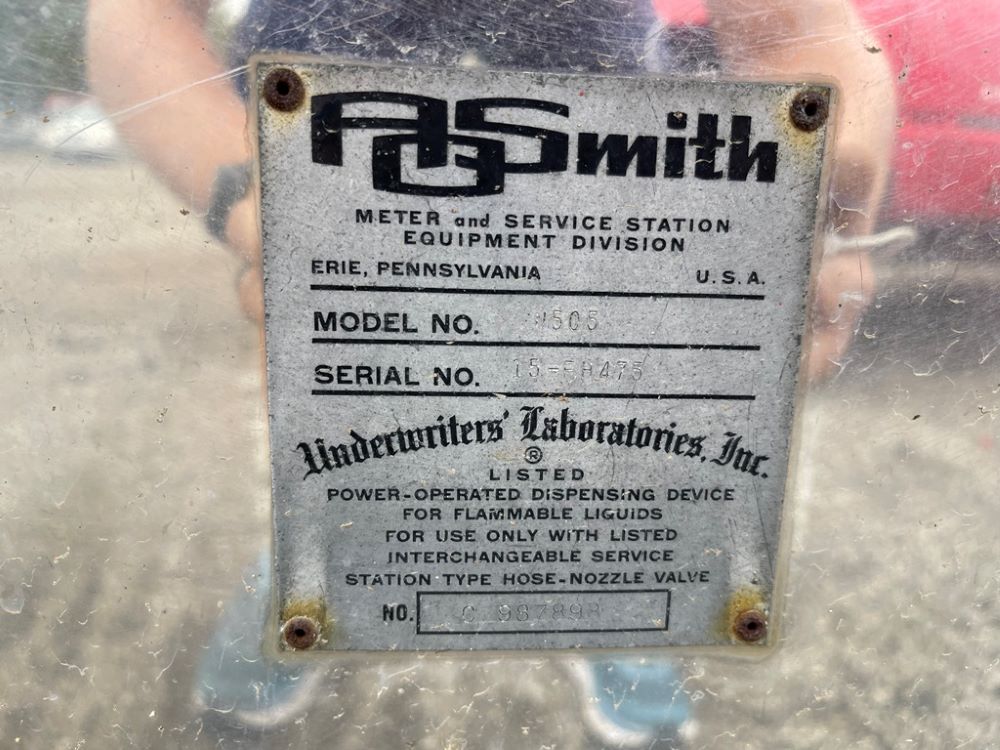 AOSmith
METER and SERVICE STATION
EQUIPMENT DIVISION
ERIE, PENNSYLVANIA U.S.A.
MODEL NO.
SERIAL NO.
Underwriters' Laboratories, Inc.
®
LISTED
POWER-OPERATED DISPENSING DEVICE
FOR FLAMMABLE LIQUIDS
FOR USE ONLY WITH LISTED
INTERCHANGEABLE SERVICE
STATION TYPE HOSE-NOZZLE VALVE
NO. C